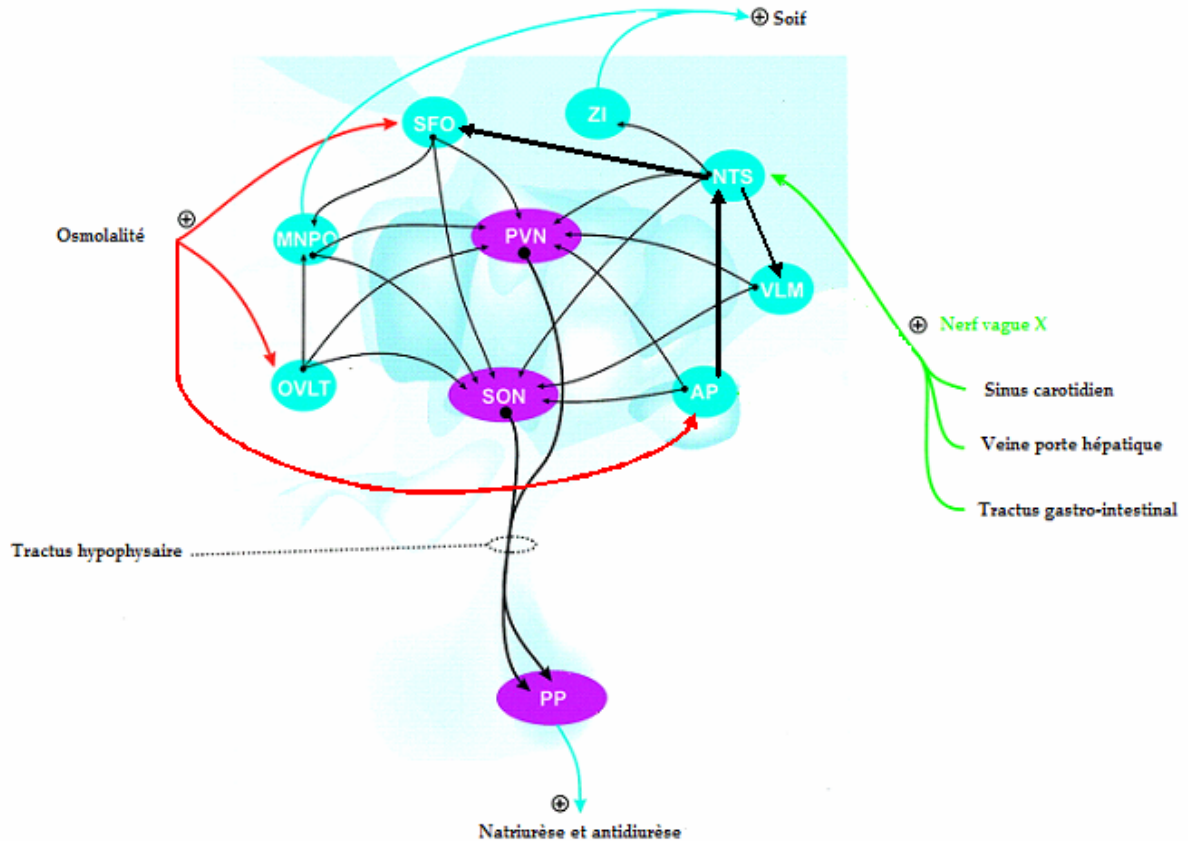 ⊕ Soif
ZI
SFO
NTS
⊕
Osmolalité
MNPO
PVN
VLM
⊕ Nerf vague X
OVLT
SON
AP
Sinus carotidien
Veine porte hépatique
Tractus gastro-intestinal
Tractus hypophysaire
PP
⊕
Natriurèse et antidiurèse